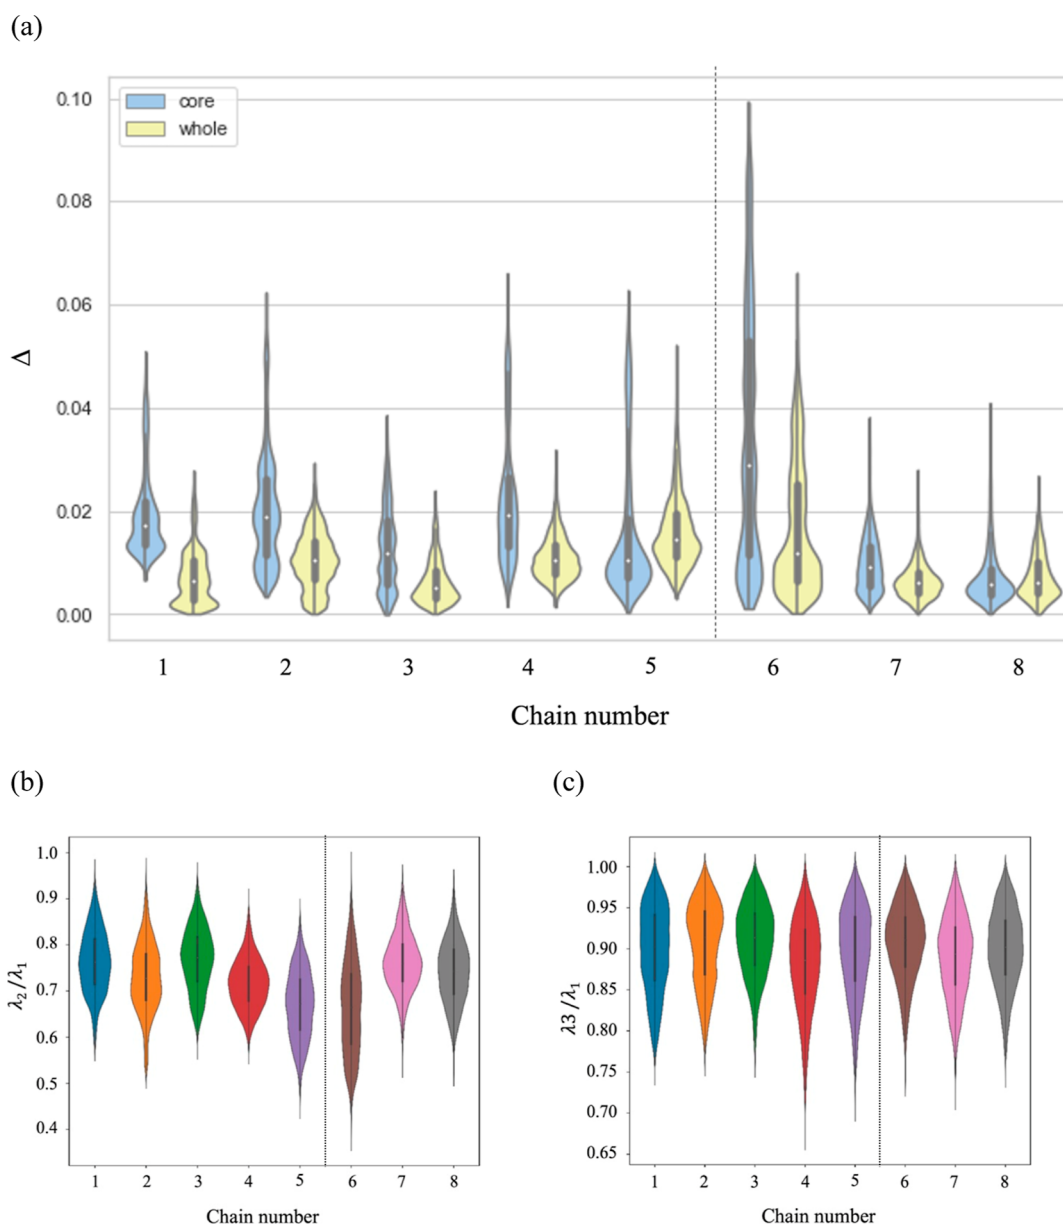 (a)
0.10
0.08
0.06
0.04
0.02
0.00
Δ
core
whole
1 2 3 4 5 6 7 8
Chain number
(b)
1.0
0.9
0.8
0.7
0.6
0.5
0.4
λ2/λ1
1 2 3 4 5 6 7 8
Chain number
(c)
1.00
0.95
0.90
0.85
0.80
0.75
0.70
0.65
λ3/λ1
1 2 3 4 5 6 7 8
Chain number